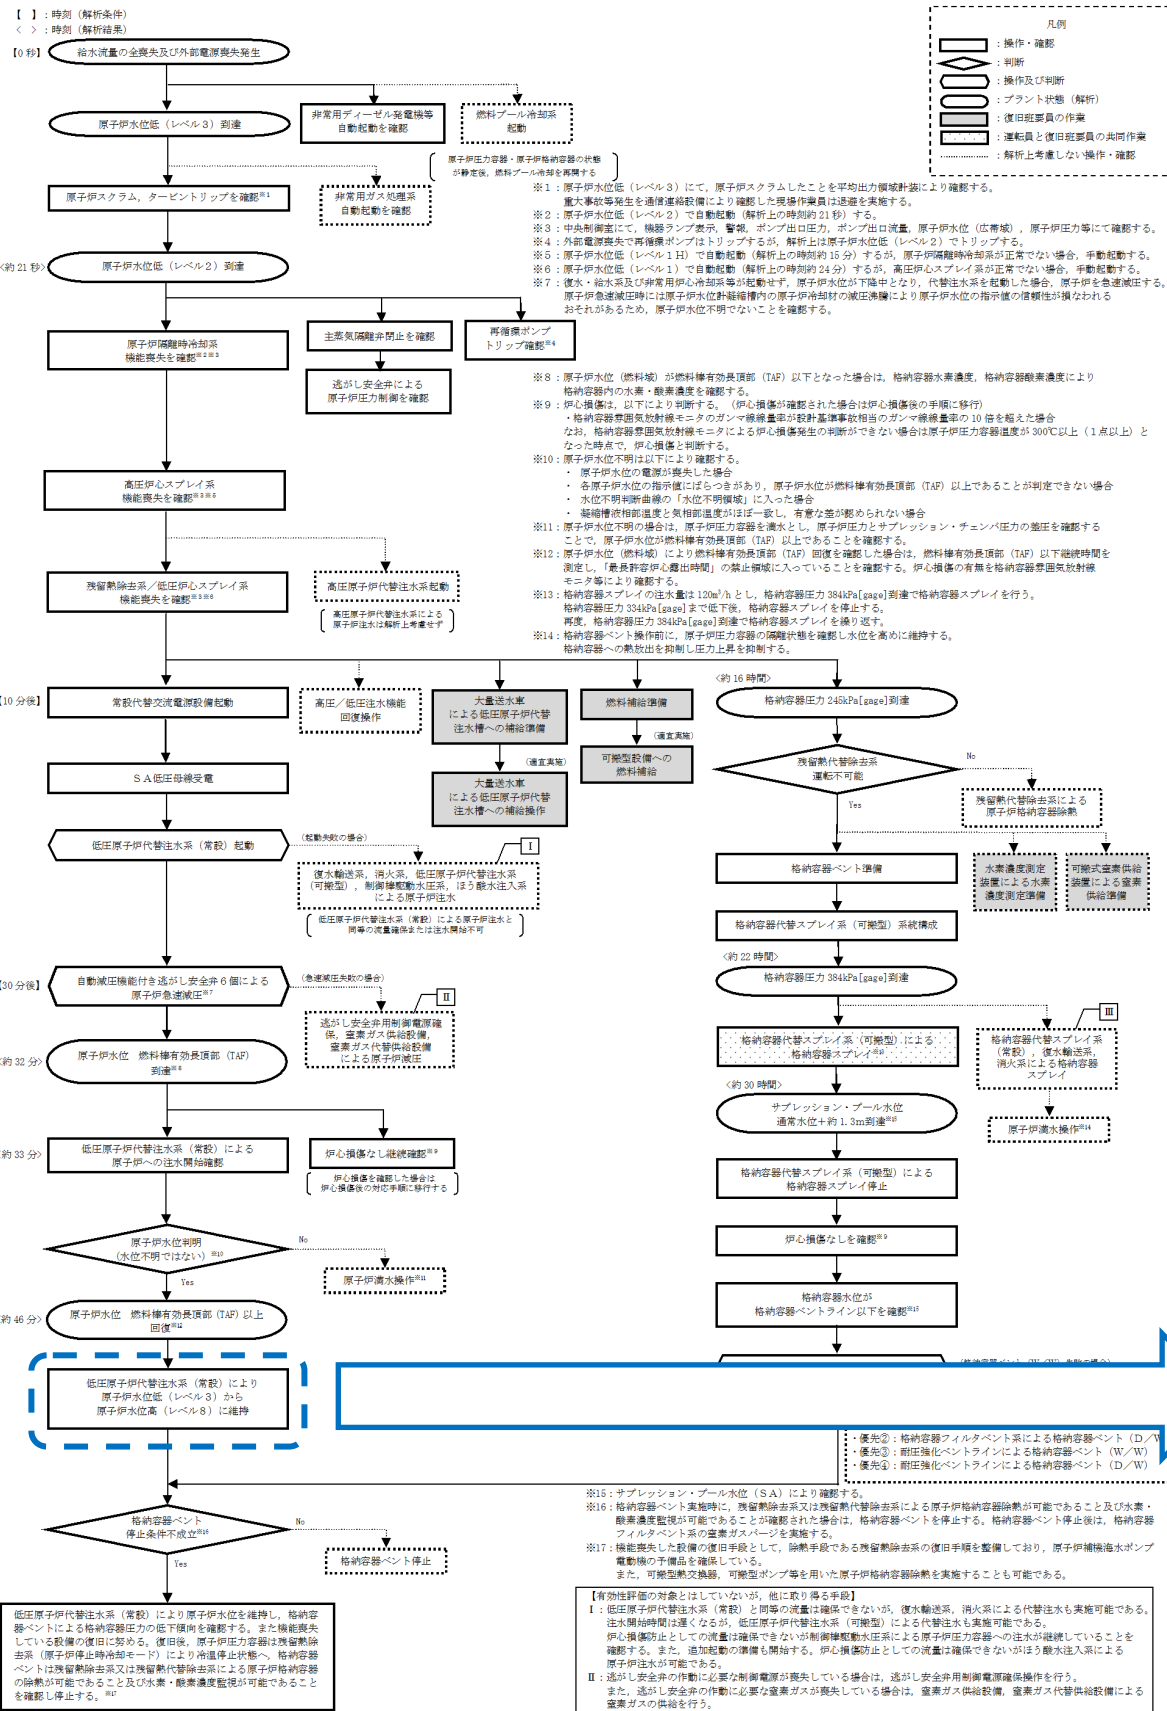 【 】：時刻（解析条件）
＜ ＞：時刻（解析結果）
【0 秒】
給水流量の全喪失及び外部電源喪失発生
原子炉水位低（レベル３）到達
非常用ディーゼル発電機等
自動起動を確認
燃料プール冷却系
起動
原子炉圧力容器・原子炉格納容器の状態
が静定後，燃料プール冷却を再開する
原子炉スクラム，タービントリップを確認※1
非常用ガス処理系
自動起動を確認
<約 21 秒>
原子炉水位低（レベル２）到達
原子炉隔離時冷却系
機能喪失を確認※2※3
主蒸気隔離弁閉止を確認
再循環ポンプ
トリップ確認※4
逃がし安全弁による
原子炉圧力制御を確認
高圧炉心スプレイ系
機能喪失を確認※3※5
残留熱除去系／低圧炉心スプレイ系
機能喪失を確認※3※6
高圧原子炉代替注水系起動
高圧原子炉代替注水系による
原子炉注水は解析上考慮せず
凡例
：操作・確認
：判断
：操作及び判断
：プラント状態（解析）
：復旧班要員の作業
：運転員と復旧班要員の共同作業
：解析上考慮しない操作・確認
※１：原子炉水位低（レベル３）にて，原子炉スクラムしたことを平均出力領域計装により確認する。
重大事故等発生を通信連絡設備により確認した現場作業員は退避を実施する。
※２：原子炉水位低（レベル２）で自動起動（解析上の時刻約 21 秒）する。
※３：中央制御室にて，機器ランプ表示，警報，ポンプ出口圧力，ポンプ出口流量，原子炉水位（広帯域），原子炉圧力等にて確認する。
※４：外部電源喪失で再循環ポンプはトリップするが，解析上は原子炉水位低（レベル２）でトリップする。
※５：原子炉水位低（レベル１Ｈ）で自動起動（解析上の時刻約 15 分）するが，原子炉隔離時冷却系が正常でない場合，手動起動する。
※６：原子炉水位低（レベル１）で自動起動（解析上の時刻約 24 分）するが，高圧炉心スプレイ系が正常でない場合，手動起動する。
※７：復水・給水系及び非常用炉心冷却系等が起動せず，原子炉水位が下降中となり，代替注水系を起動した場合，原子炉を急速減圧する。
原子炉急速減圧時には原子炉水位計凝縮槽内の原子炉冷却材の減圧沸騰により原子炉水位の指示値の信頼性が損なわれる
おそれがあるため，原子炉水位不明でないことを確認する。
※８：原子炉水位（燃料域）が燃料棒有効長頂部（TAF）以下となった場合は，格納容器水素濃度，格納容器酸素濃度により
格納容器内の水素・酸素濃度を確認する。
※９：炉心損傷は，以下により判断する。（炉心損傷が確認された場合は炉心損傷後の手順に移行）
・格納容器雰囲気放射線モニタのガンマ線線量率が設計基準事故相当のガンマ線線量率の 10 倍を超えた場合
なお，格納容器雰囲気放射線モニタによる炉心損傷発生の判断ができない場合は原子炉圧力容器温度が 300℃以上（１点以上）と
なった時点で，炉心損傷と判断する。
※10：原子炉水位不明は以下により確認する。
・ 原子炉水位の電源が喪失した場合
・ 各原子炉水位の指示値にばらつきがあり，原子炉水位が燃料棒有効長頂部（TAF）以上であることが判定できない場合
・ 水位不明判断曲線の「水位不明領域」に入った場合
・ 凝縮槽液相部温度と気相部温度がほぼ一致し，有意な差が認められない場合
※11：原子炉水位不明の場合は，原子炉圧力容器を満水とし，原子炉圧力とサプレッション・チェンバ圧力の差圧を確認する
ことで，原子炉水位が燃料棒有効長頂部（TAF）以上であることを確認する。
※12：原子炉水位（燃料域）により燃料棒有効長頂部（TAF）回復を確認した場合は，燃料棒有効長頂部（TAF）以下継続時間を
測定し，「最長許容炉心露出時間」の禁止領域に入っていることを確認する。炉心損傷の有無を格納容器雰囲気放射線
モニタ等により確認する。
※13：格納容器スプレイの注水量は 120m³/h とし，格納容器圧力 384kPa[gage]到達で格納容器スプレイを行う。
格納容器圧力 334kPa[gage]まで低下後，格納容器スプレイを停止する。
再度，格納容器圧力 384kPa[gage]到達で格納容器スプレイを繰り返す。
※14：格納容器ベント操作前に，原子炉圧力容器の隔離状態を確認し水位を高めに維持する。
格納容器への熱放出を抑制し圧力上昇を抑制する。
【10 分後】
常設代替交流電源設備起動
高圧／低圧注水機能
回復操作
大量送水車
による低圧原子炉代替
注水槽への補給準備
燃料補給準備
（適宜実施）
（適宜実施）
可搬型設備への
燃料補給
大量送水車
による低圧原子炉代替
注水槽への補給操作
ＳＡ低圧母線受電
低圧原子炉代替注水系（常設）起動
（起動失敗の場合）
Ⅰ
復水輸送系，消火系，低圧原子炉代替注水系
（可搬型），制御棒駆動水圧系，ほう酸水注入系
による原子炉注水
低圧原子炉代替注水系（常設）による原子炉注水と
同等の流量確保または注水開始不可
【30 分後】
自動減圧機能付き逃がし安全弁６個による
原子炉急速減圧※7
（急速減圧失敗の場合）
Ⅱ
逃がし安全弁用制御電源確
保，窒素ガス供給設備，
窒素ガス代替供給設備
による原子炉減圧
<約 32 分>
原子炉水位　燃料棒有効長頂部（TAF）
到達※8
<約 33 分>
低圧原子炉代替注水系（常設）による
原子炉への注水開始確認
炉心損傷なし継続確認※9
炉心損傷を確認した場合は
炉心損傷後の対応手順に移行する
原子炉水位判明
（水位不明ではない）※10
No
Yes
原子炉満水操作※11
<約 46 分>
原子炉水位　燃料棒有効長頂部（TAF）以上
回復※12
低圧原子炉代替注水系（常設）により
原子炉水位低（レベル３）から
原子炉水位高（レベル８）に維持
格納容器ベント
停止条件不成立※16
No
Yes
格納容器ベント停止
低圧原子炉代替注水系（常設）により原子炉水位を維持し，格納容
器ベントによる格納容器圧力の低下傾向を確認する。また機能喪失
している設備の復旧に努める。復旧後，原子炉圧力容器は残留熱除
去系（原子炉停止時冷却モード）により冷温停止状態へ，格納容器
ベントは残留熱除去系又は残留熱代替除去系による原子炉格納容器
の除熱が可能であること及び水素・酸素濃度監視が可能であること
を確認し停止する。※17
<約 16 時間>
格納容器圧力 245kPa[gage]到達
残留熱代替除去系
運転不可能
No
Yes
残留熱代替除去系による
原子炉格納容器除熱
格納容器ベント準備
水素濃度測定
装置による水素
濃度測定準備
可搬式窒素供給
装置による窒素
供給準備
格納容器代替スプレイ系（可搬型）系統構成
<約 22 時間>
格納容器圧力 384kPa[gage]到達
Ⅲ
格納容器代替スプレイ系（可搬型）による
格納容器スプレイ※13
格納容器代替スプレイ系
（常設），復水輸送系，
消火系による格納容器
スプレイ
<約 30 時間>
サプレッション・プール水位
通常水位＋約 1.3m到達※15
原子炉満水操作※14
格納容器代替スプレイ系（可搬型）による
格納容器スプレイ停止
炉心損傷なしを確認※9
格納容器水位が
格納容器ベントライン以下を確認※15
・優先②：格納容器フィルタベント系による格納容器ベント（Ｄ／Ｗ
・優先③：耐圧強化ベントラインによる格納容器ベント（Ｗ／Ｗ）
・優先④：耐圧強化ベントラインによる格納容器ベント（Ｄ／Ｗ）
※15：サプレッション・プール水位（ＳＡ）により確認する。
※16：格納容器ベント実施時に，残留熱除去系又は残留熱代替除去系による原子炉格納容器除熱が可能であること及び水素・
酸素濃度監視が可能であることが確認された場合は，格納容器ベントを停止する。格納容器ベント停止後は，格納容器
フィルタベント系の窒素ガスパージを実施する。
※17：機能喪失した設備の復旧手段として，除熱手段である残留熱除去系の復旧手順を整備しており，原子炉補機海水ポンプ
電動機の予備品を確保している。
また，可搬型熱交換器，可搬型ポンプ等を用いた原子炉格納容器除熱を実施することも可能である。
【有効性評価の対象とはしていないが，他に取り得る手段】
Ⅰ：低圧原子炉代替注水系（常設）と同等の流量は確保できないが，復水輸送系，消火系による代替注水も実施可能である。
注水開始時間は遅くなるが，低圧原子炉代替注水系（可搬型）による代替注水も実施可能である。
炉心損傷防止としての流量は確保できないが制御棒駆動水圧系による原子炉圧力容器への注水が継続していることを
確認する。また，追加起動の準備も開始する。炉心損傷防止としての流量は確保できないがほう酸水注入系による
原子炉注水が可能である。
Ⅱ：逃がし安全弁の作動に必要な制御電源が喪失している場合は，逃がし安全弁用制御電源確保操作を行う。
また，逃がし安全弁の作動に必要な窒素ガスが喪失している場合は，窒素ガス供給設備，窒素ガス代替供給設備による
窒素ガスの供給を行う。